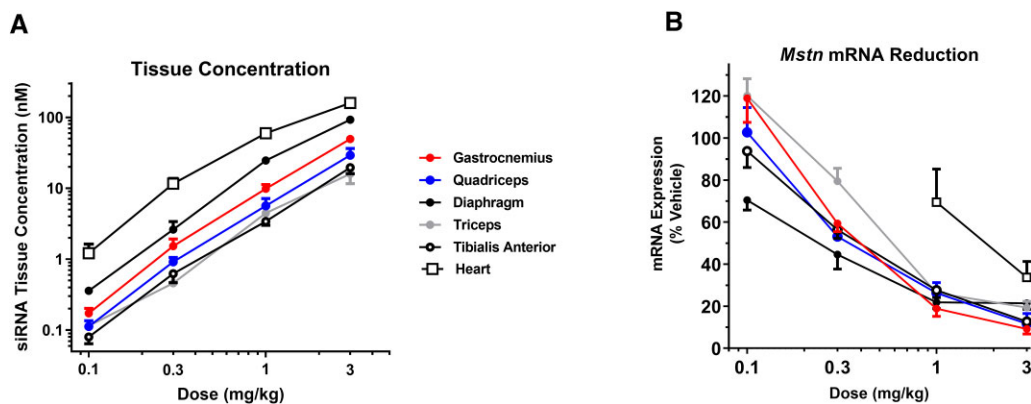 A
Tissue Concentration
siRNA Tissue Concentration (nM)
100
10
1
0.1
0.1
0.3
1
3
Dose (mg/kg)
Gastrocnemius
Quadriceps
Diaphragm
Triceps
Tibialis Anterior
Heart
B
Mstn mRNA Reduction
mRNA Expression
(% Vehicle)
120
100
80
60
40
20
0
0.1
0.3
1
3
Dose (mg/kg)